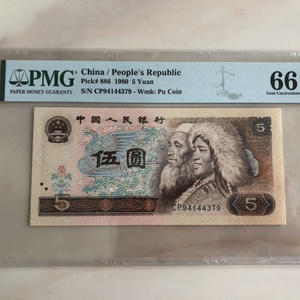 PMG
PAPER MONEY GUARANTY
China / People's Republic
Pick# 886 1980 5 Yuan
S/N CP94144379 - Wmk: Pu Coin
66
Gem Uncirculated
中国人民银行
5
伍圆
5
CP94144379